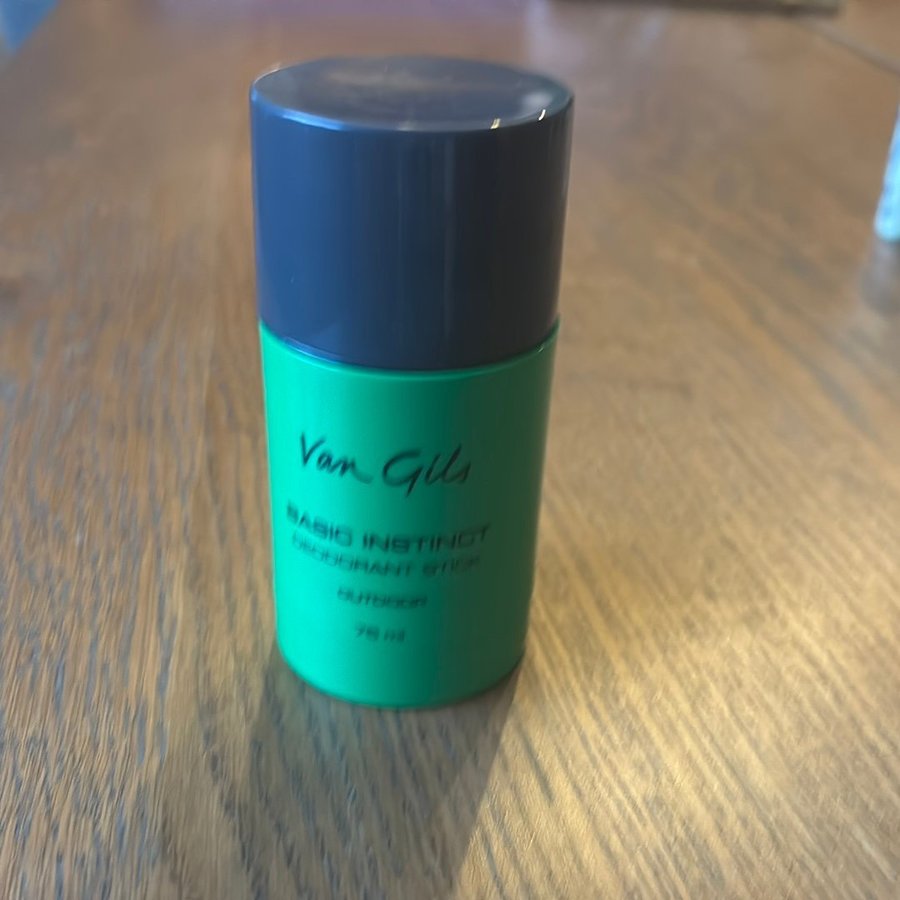 Van Gils
BASIC INSTINCT
DEODORANT STICK
OUTDOOR
75 ml